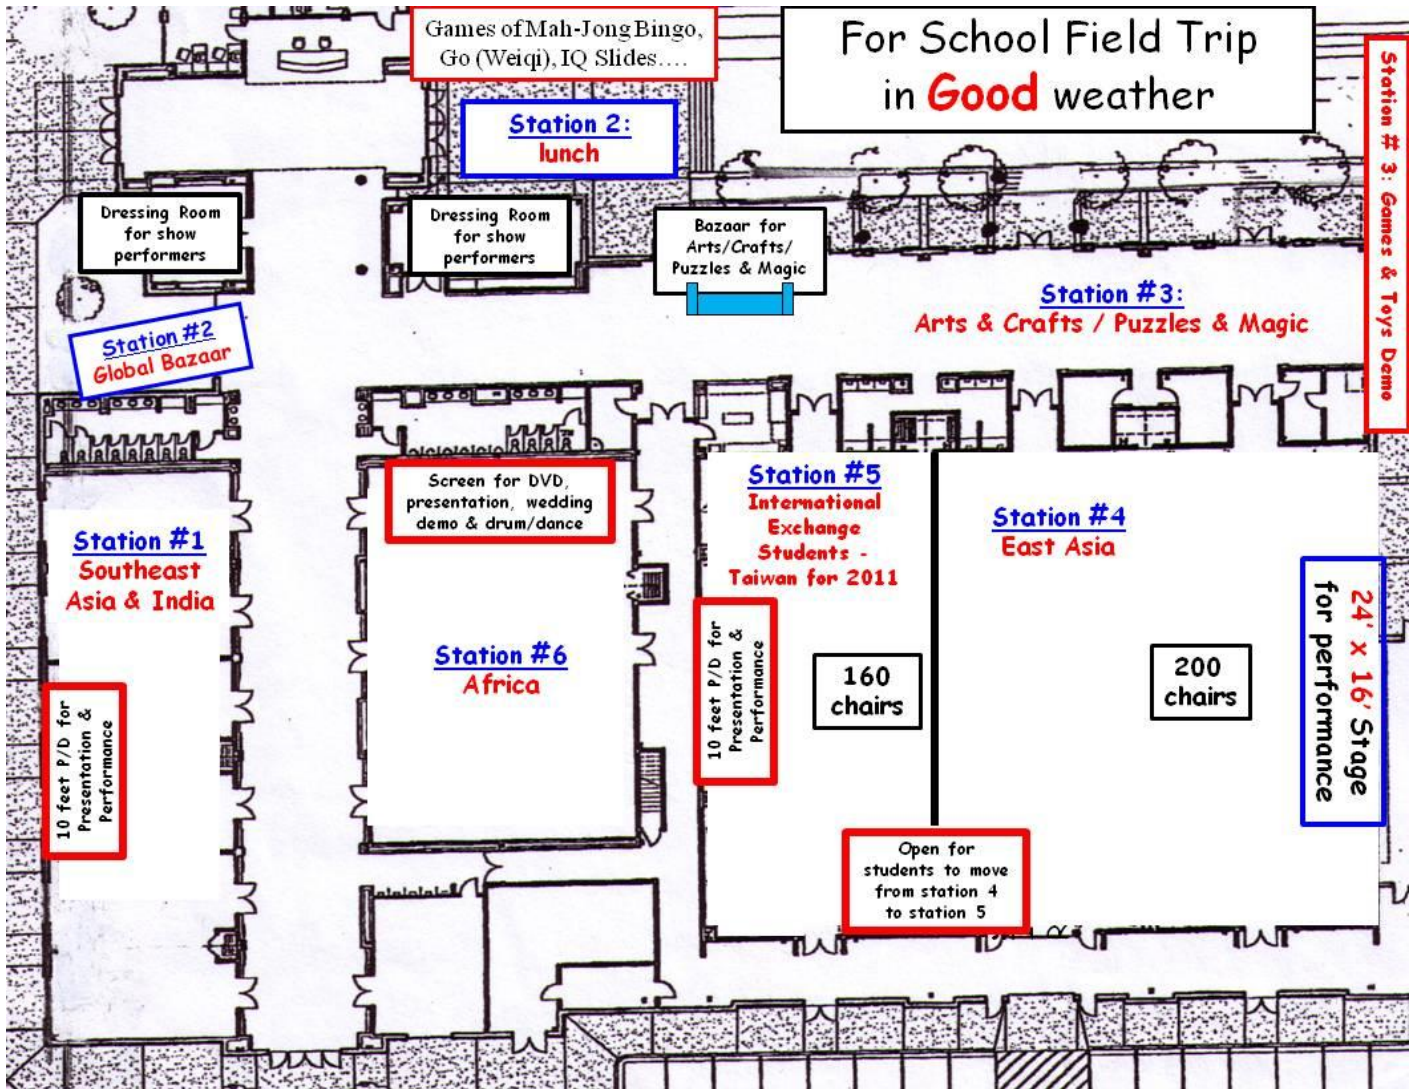 Games of Mah-Jong Bingo,
Go (Weiqi), IQ Slides....
For School Field Trip
in Good weather
Station # 3: Games & Toys Demo
Station 2:
lunch
Dressing Room
for show
performers
Dressing Room
for show
performers
Bazaar for
Arts/Crafts/
Puzzles & Magic
Station #3:
Arts & Crafts / Puzzles & Magic
Station #2
Global Bazaar
Screen for DVD,
presentation, wedding
demo & drum/dance
Station #5
International
Exchange
Students -
Taiwan for 2011
Station #4
East Asia
Station #1
Southeast
Asia & India
Station #6
Africa
10 feet P/D for
Presentation &
Performance
10 feet P/D for
Presentation &
Performance
160
chairs
200
chairs
24' x 16' Stage
for performance
Open for
students to move
from station 4
to station 5